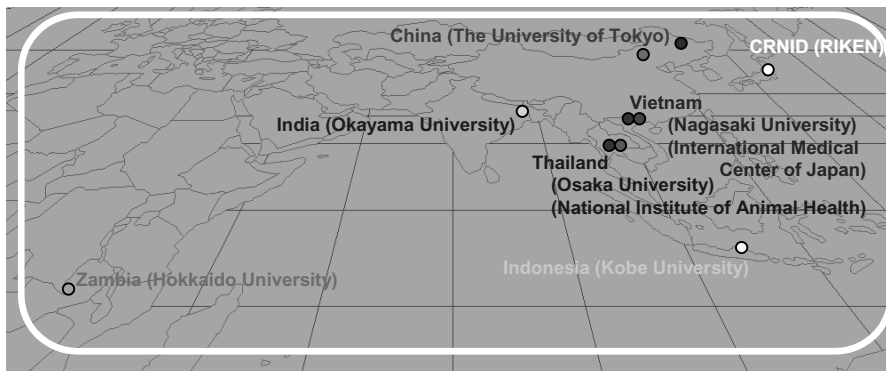 China (The University of Tokyo)
CRNID (RIKEN)
Vietnam
India (Okayama University)
(Nagasaki University)
(International Medical
Center of Japan)
Thailand
(Osaka University)
(National Institute of Animal Health)
Indonesia (Kobe University)
Zambia (Hokkaido University)